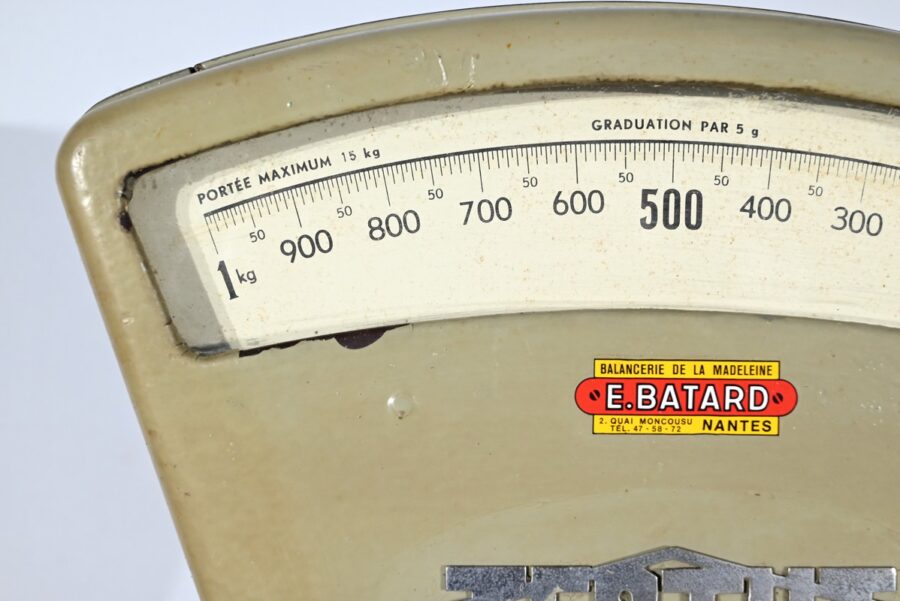 GRADUATION PAR 5 g
PORTÉE MAXIMUM 15 kg
1 kg 50 900 50 800 50 700 50 600 50 500 50 400 50 300
BALANCERIE DE LA MADELEINE
E.BATARD
2. QUAI MONCOUSU
TÉL. 47-58-72
NANTES